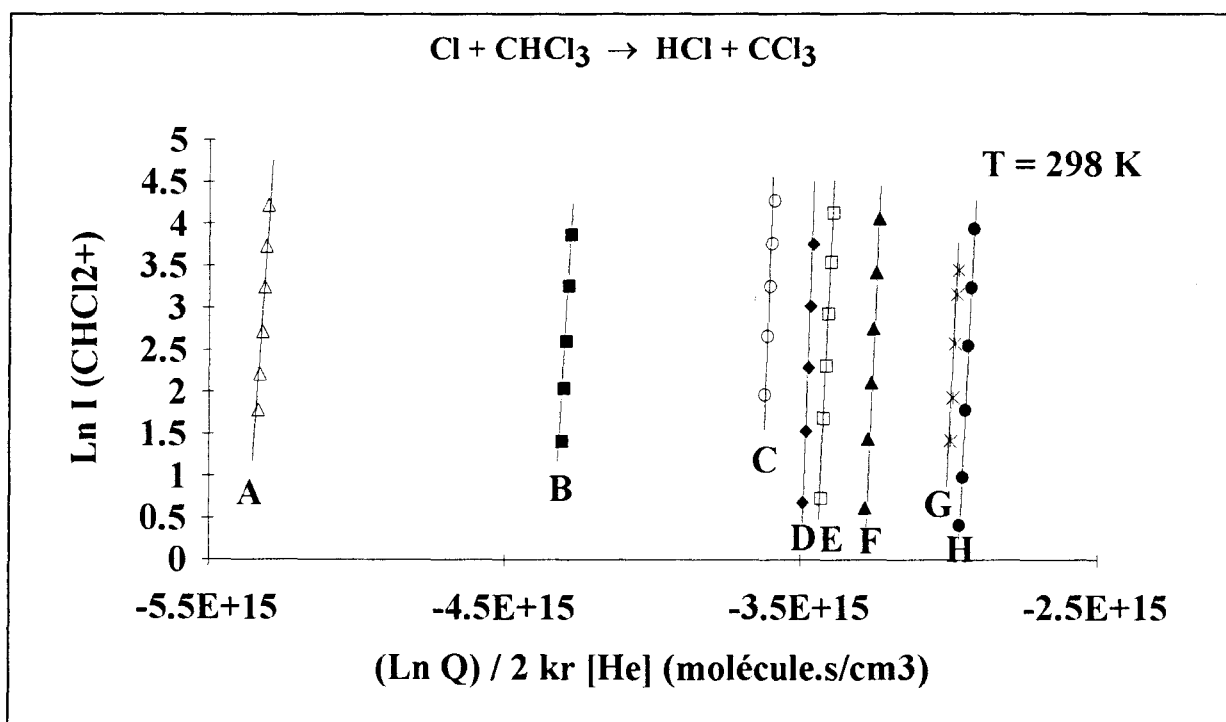 Cl + CHCl3 → HCl + CCl3
T = 298 K
Ln I (CHCl2+)
5
4.5
4
3.5
3
2.5
2
1.5
1
0.5
0
A
B
C
D
E
F
G
H
-5.5E+15 -4.5E+15 -3.5E+15 -2.5E+15
(Ln Q) / 2 kr [He] (molécule.s/cm3)